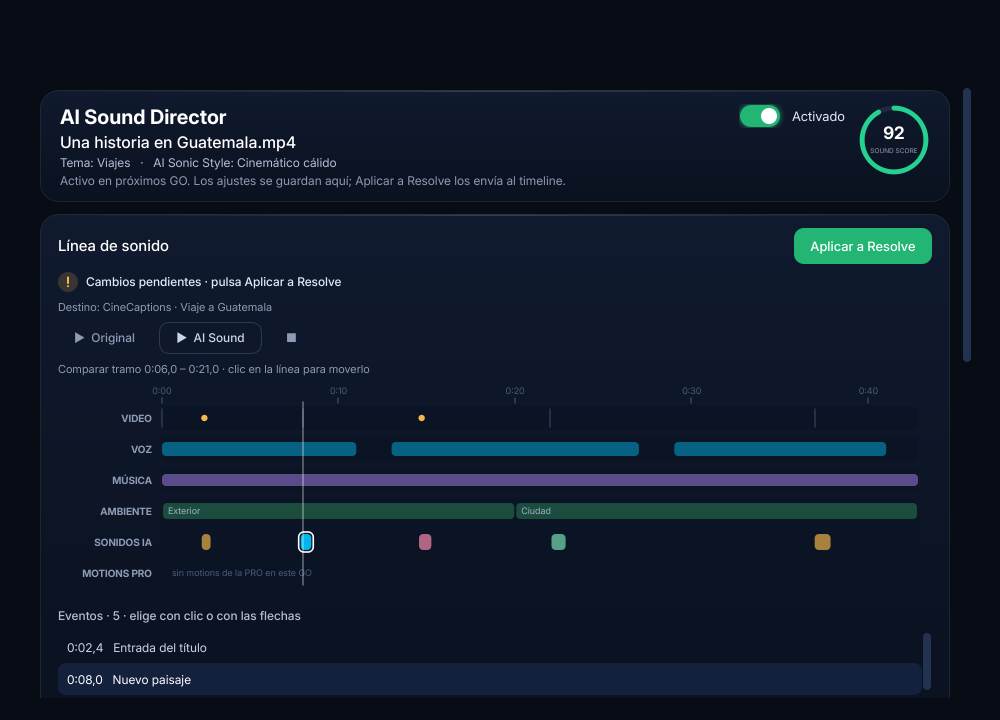 AI Sound Director
Una historia en Guatemala.mp4
Tema: Viajes · AI Sonic Style: Cinemático cálido
Activo en próximos GO. Los ajustes se guardan aquí; Aplicar a Resolve los envía al timeline.
Activado
92
SOUND SCORE
Línea de sonido
Aplicar a Resolve
! Cambios pendientes · pulsa Aplicar a Resolve
Destino: CineCaptions · Viaje a Guatemala
Original
AI Sound
Comparar tramo 0:06,0 – 0:21,0 · clic en la línea para moverlo
0:00 0:10 0:20 0:30 0:40
VIDEO
VOZ
MÚSICA
AMBIENTE Exterior Ciudad
SONIDOS IA
MOTIONS PRO sin motions de la PRO en este GO
Eventos · 5 · elige con clic o con las flechas
0:02,4 Entrada del título
0:08,0 Nuevo paisaje